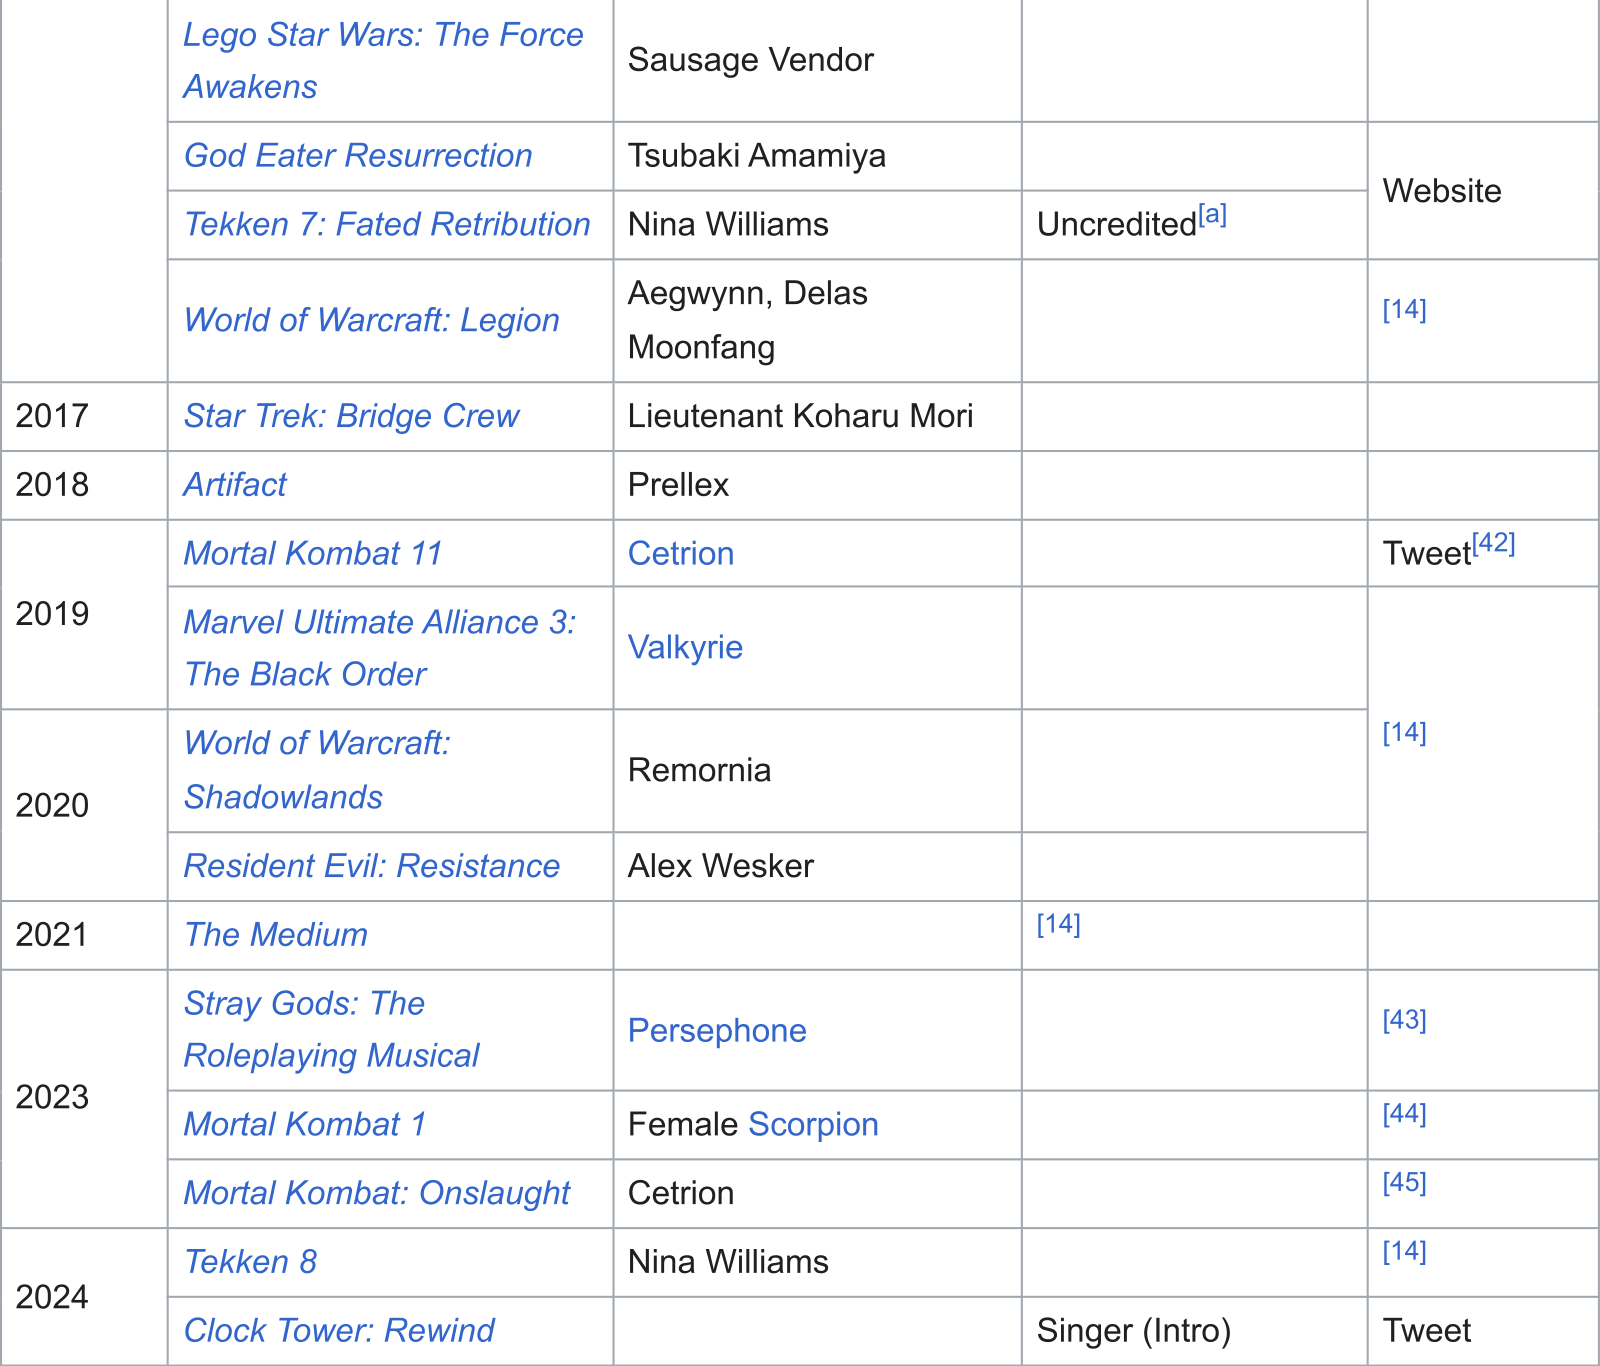 Lego Star Wars: The Force
Awakens
Sausage Vendor
God Eater Resurrection
Tsubaki Amamiya
Website
Tekken 7: Fated Retribution
Nina Williams
Uncredited[a]
World of Warcraft: Legion
Aegwynn, Delas
Moonfang
[14]
2017
Star Trek: Bridge Crew
Lieutenant Koharu Mori
2018
Artifact
Prellex
2019
Mortal Kombat 11
Cetrion
Tweet[42]
Marvel Ultimate Alliance 3:
The Black Order
Valkyrie
[14]
2020
World of Warcraft:
Shadowlands
Remornia
Resident Evil: Resistance
Alex Wesker
2021
The Medium
[14]
2023
Stray Gods: The
Roleplaying Musical
Persephone
[43]
Mortal Kombat 1
Female Scorpion
[44]
Mortal Kombat: Onslaught
Cetrion
[45]
2024
Tekken 8
Nina Williams
[14]
Clock Tower: Rewind
Singer (Intro)
Tweet